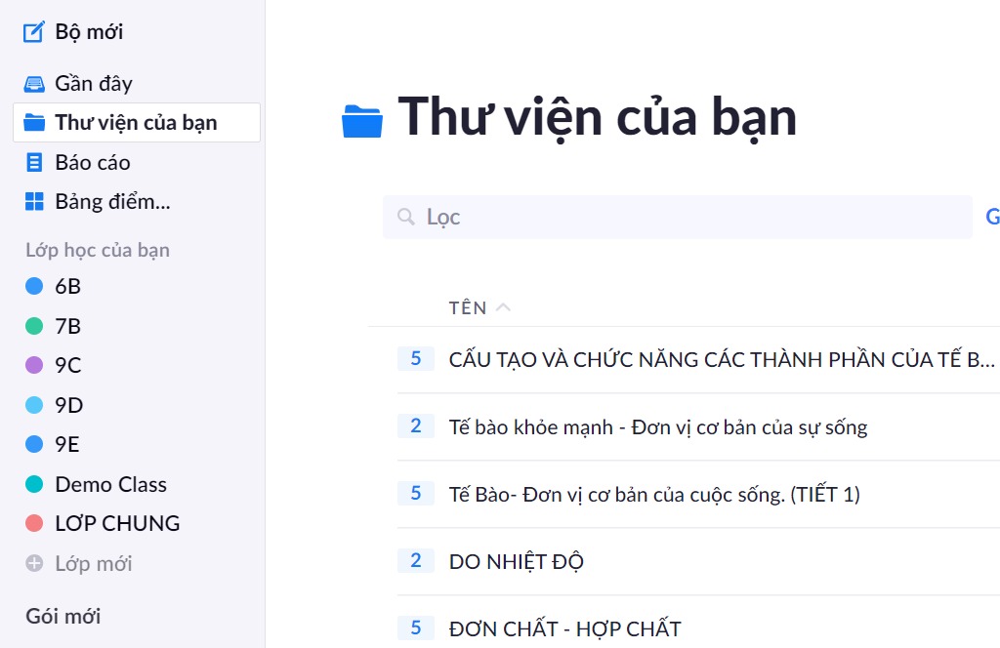 Bộ mới
Gần đây
Thư viện của bạn
Báo cáo
Bảng điểm...
Lớp học của bạn
6B
7B
9C
9D
9E
Demo Class
LƠP CHUNG
Lớp mới
Gói mới
Thư viện của bạn
Lọc
G
TÊN
5 CẤU TẠO VÀ CHỨC NĂNG CÁC THÀNH PHẦN CỦA TẾ B...
2 Tế bào khỏe mạnh - Đơn vị cơ bản của sự sống
5 Tế Bào- Đơn vị cơ bản của cuộc sống. (TIẾT 1)
2 DO NHIỆT ĐỘ
5 ĐƠN CHẤT - HỢP CHẤT